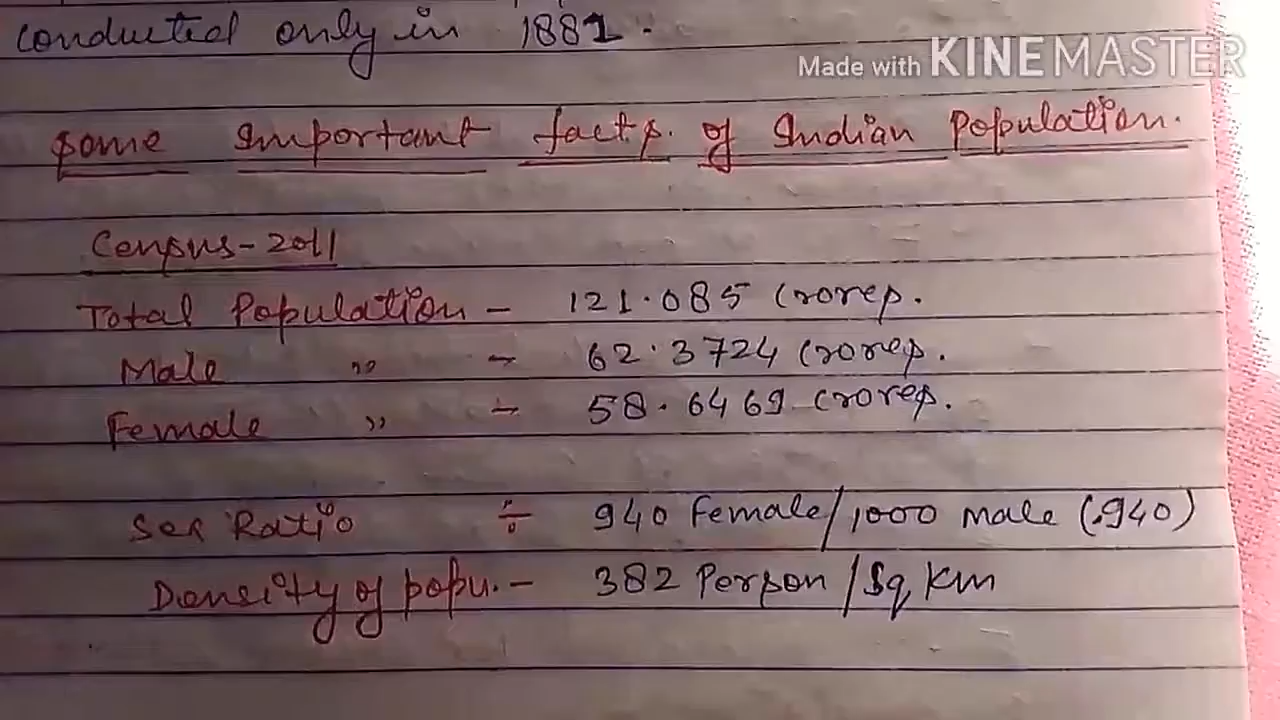 conducted only in 1881.
Made with KINEMASTER
Some Important facts. of Indian Population.
Census-2011
Total Population - 121.085 Crores.
Male " - 62.3724 Crores.
Female " - 58.6469 Crores.
Sex Ratio ÷ 940 Female/1000 male (.940)
Density of popu. - 382 Person/Sq Km